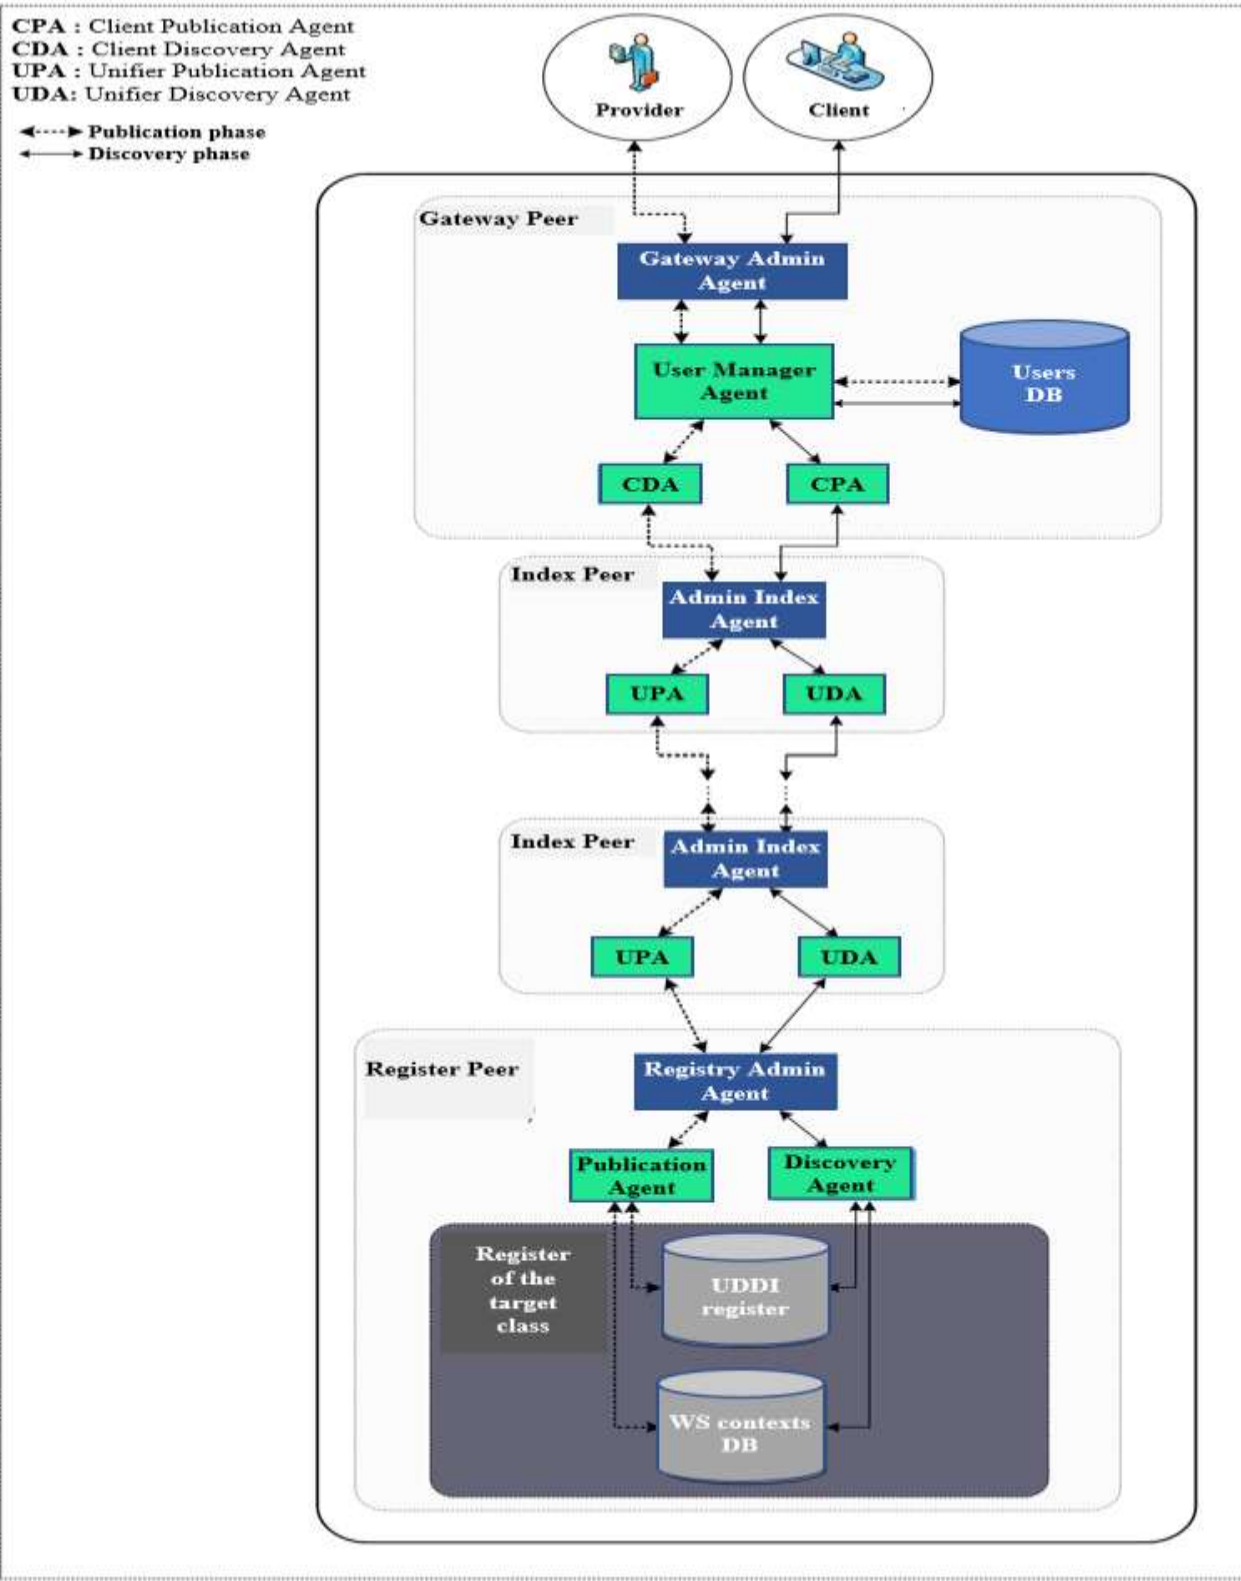 CPA : Client Publication Agent
CDA : Client Discovery Agent
UPA : Unifier Publication Agent
UDA: Unifier Discovery Agent
Publication phase
Discovery phase
Provider
Client
Gateway Peer
Gateway Admin
Agent
User Manager
Agent
Users
DB
CDA
CPA
Index Peer
Admin Index
Agent
UPA
UDA
Index Peer
Admin Index
Agent
UPA
UDA
Register Peer
Registry Admin
Agent
Publication
Agent
Discovery
Agent
Register
of the
target
class
UDDI
register
WS contexts
DB